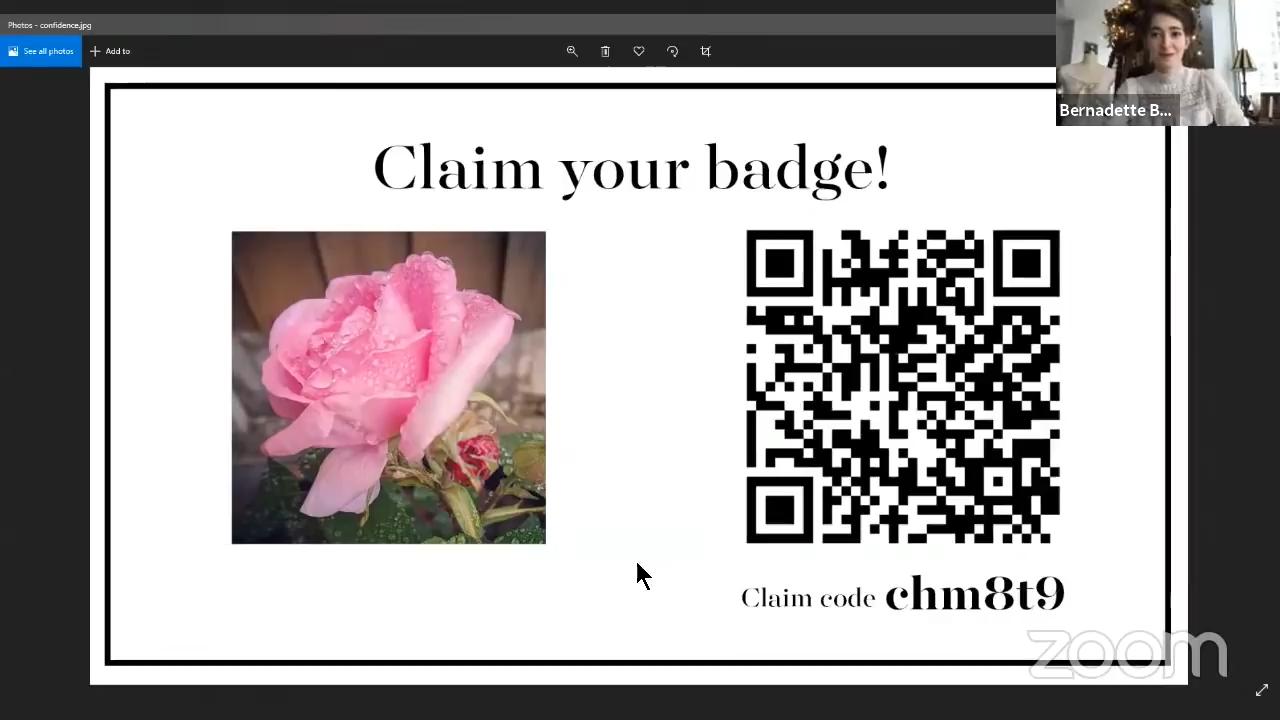 Photos - confidence.jpg
See all photos
Add to
Bernadette B...
Claim your badge!
Claim code chm8t9
zoom